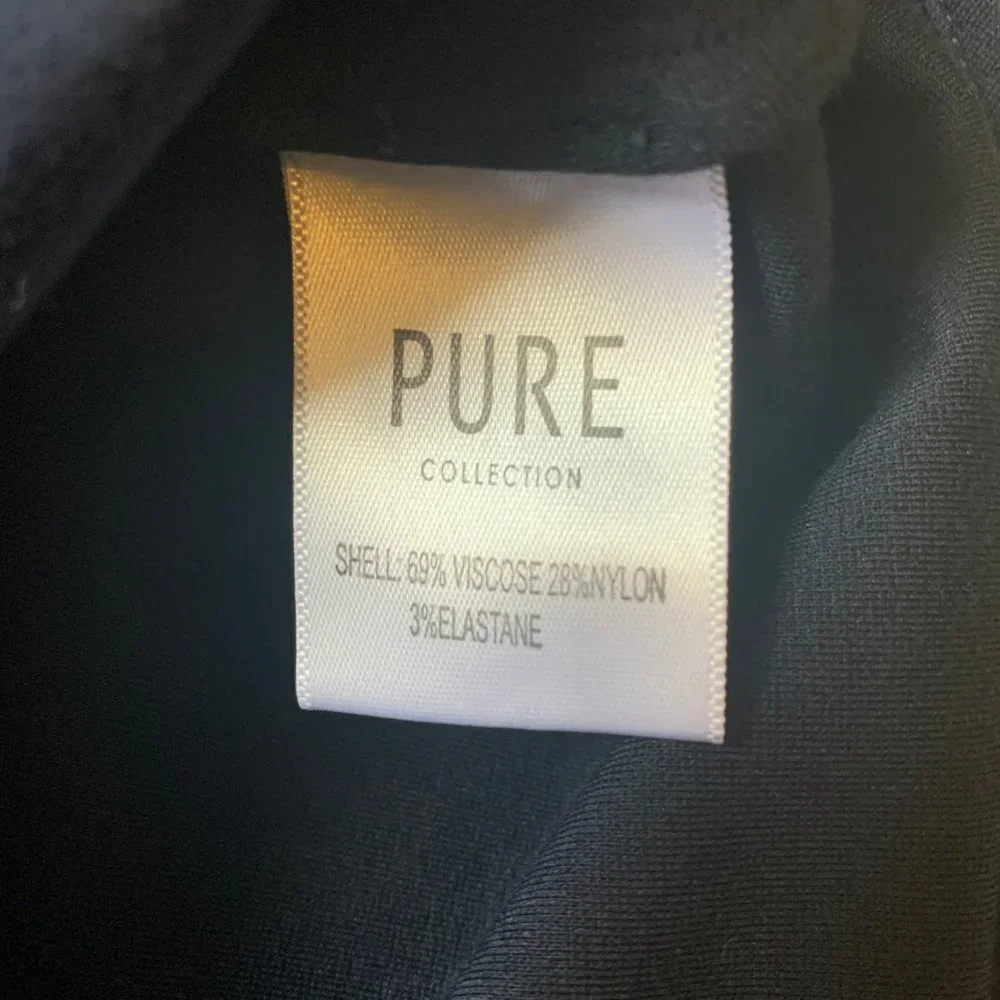 PURE
COLLECTION
SHELL: 69% VISCOSE 28%NYLON
3%ELASTANE